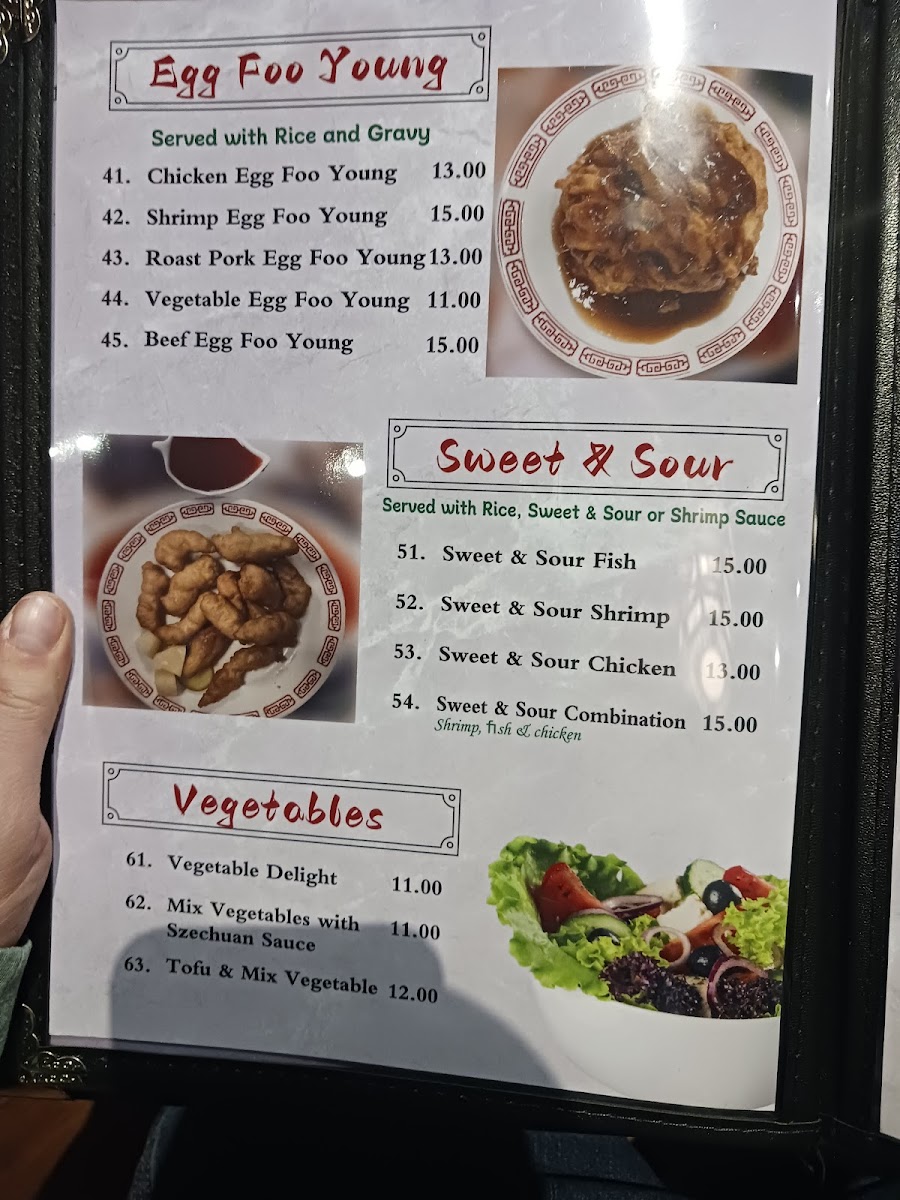 Egg Foo Young
Served with Rice and Gravy
41. Chicken Egg Foo Young 13.00
42. Shrimp Egg Foo Young 15.00
43. Roast Pork Egg Foo Young 13.00
44. Vegetable Egg Foo Young 11.00
45. Beef Egg Foo Young 15.00
Sweet & Sour
Served with Rice, Sweet & Sour or Shrimp Sauce
51. Sweet & Sour Fish 15.00
52. Sweet & Sour Shrimp 15.00
53. Sweet & Sour Chicken 13.00
54. Sweet & Sour Combination 15.00
Shrimp, fish & chicken
Vegetables
61. Vegetable Delight 11.00
62. Mix Vegetables with 11.00
Szechuan Sauce
63. Tofu & Mix Vegetable 12.00